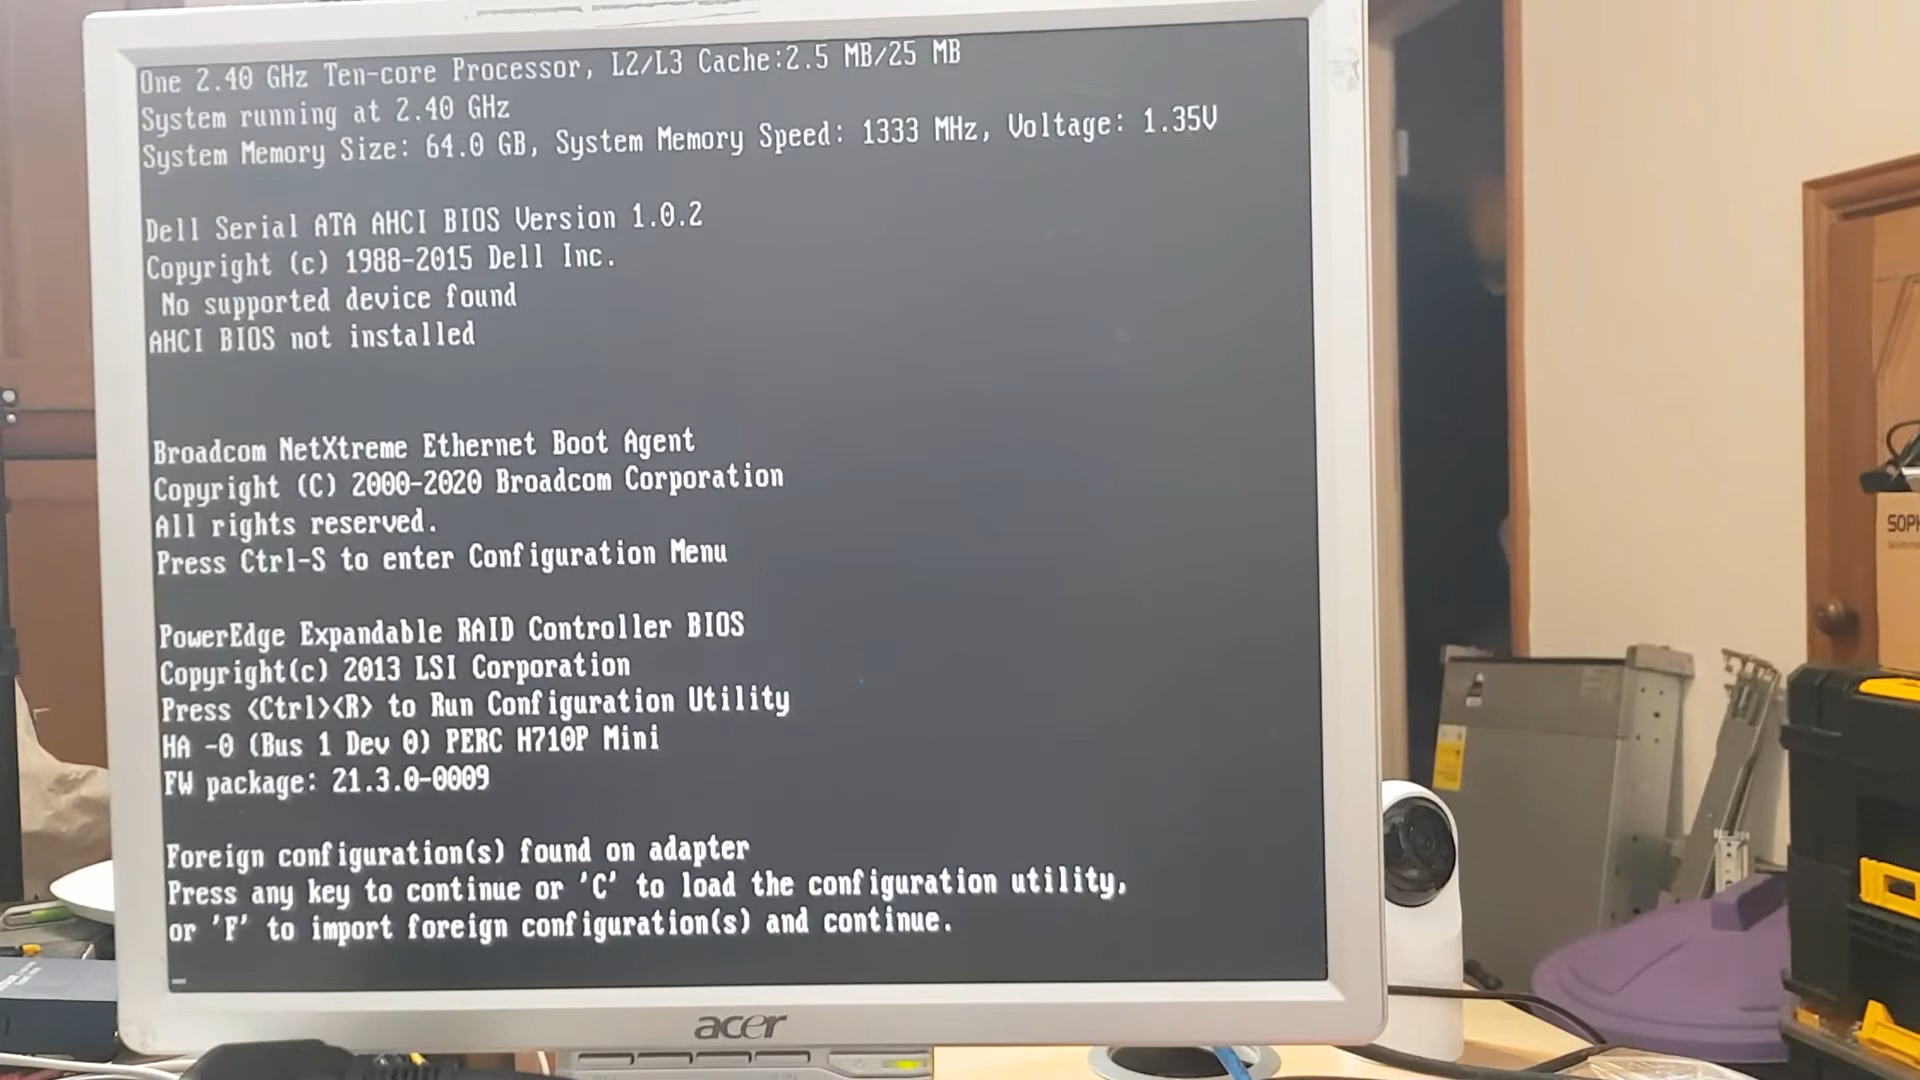 One 2.40 GHz Ten-core Processor, L2/L3 Cache:2.5 MB/25 MB
System running at 2.40 GHz
System Memory Size: 64.0 GB, System Memory Speed: 1333 MHz, Voltage: 1.35V
Dell Serial ATA AHCI BIOS Version 1.0.2
Copyright (c) 1988-2015 Dell Inc.
No supported device found
AHCI BIOS not installed
Broadcom NetXtreme Ethernet Boot Agent
Copyright (C) 2000-2020 Broadcom Corporation
All rights reserved.
Press Ctrl-S to enter Configuration Menu
PowerEdge Expandable RAID Controller BIOS
Copyright(c) 2013 LSI Corporation
Press <Ctrl><R> to Run Configuration Utility
HA -0 (Bus 1 Dev 0) PERC H710P Mini
FW package: 21.3.0-0009
Foreign configuration(s) found on adapter
Press any key to continue or 'C' to load the configuration utility,
or 'F' to import foreign configuration(s) and continue.
acer
SOPH